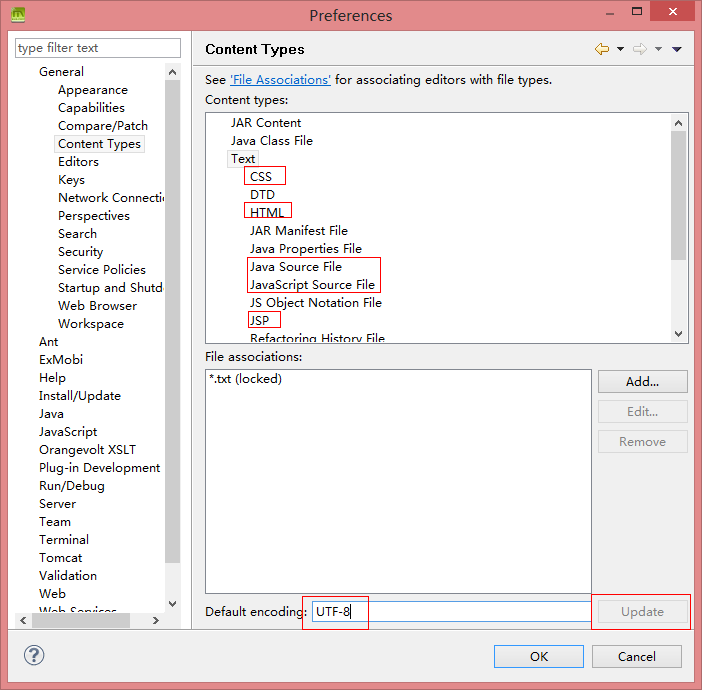 Preferences
type filter text
General
Appearance
Capabilities
Compare/Patch
Content Types
Editors
Keys
Network Connectic
Perspectives
Search
Security
Service Policies
Startup and Shutd
Web Browser
Workspace
Ant
ExMobi
Help
Install/Update
Java
JavaScript
Orangevolt XSLT
Plug-in Development
Run/Debug
Server
Team
Terminal
Tomcat
Validation
Web
Web Services
Content Types
See 'File Associations' for associating editors with file types.
Content types:
JAR Content
Java Class File
Text
CSS
DTD
HTML
JAR Manifest File
Java Properties File
Java Source File
JavaScript Source File
JS Object Notation File
JSP
Refactoring History File
File associations:
*.txt (locked)
Add...
Edit...
Remove
Default encoding: UTF-8
Update
OK
Cancel